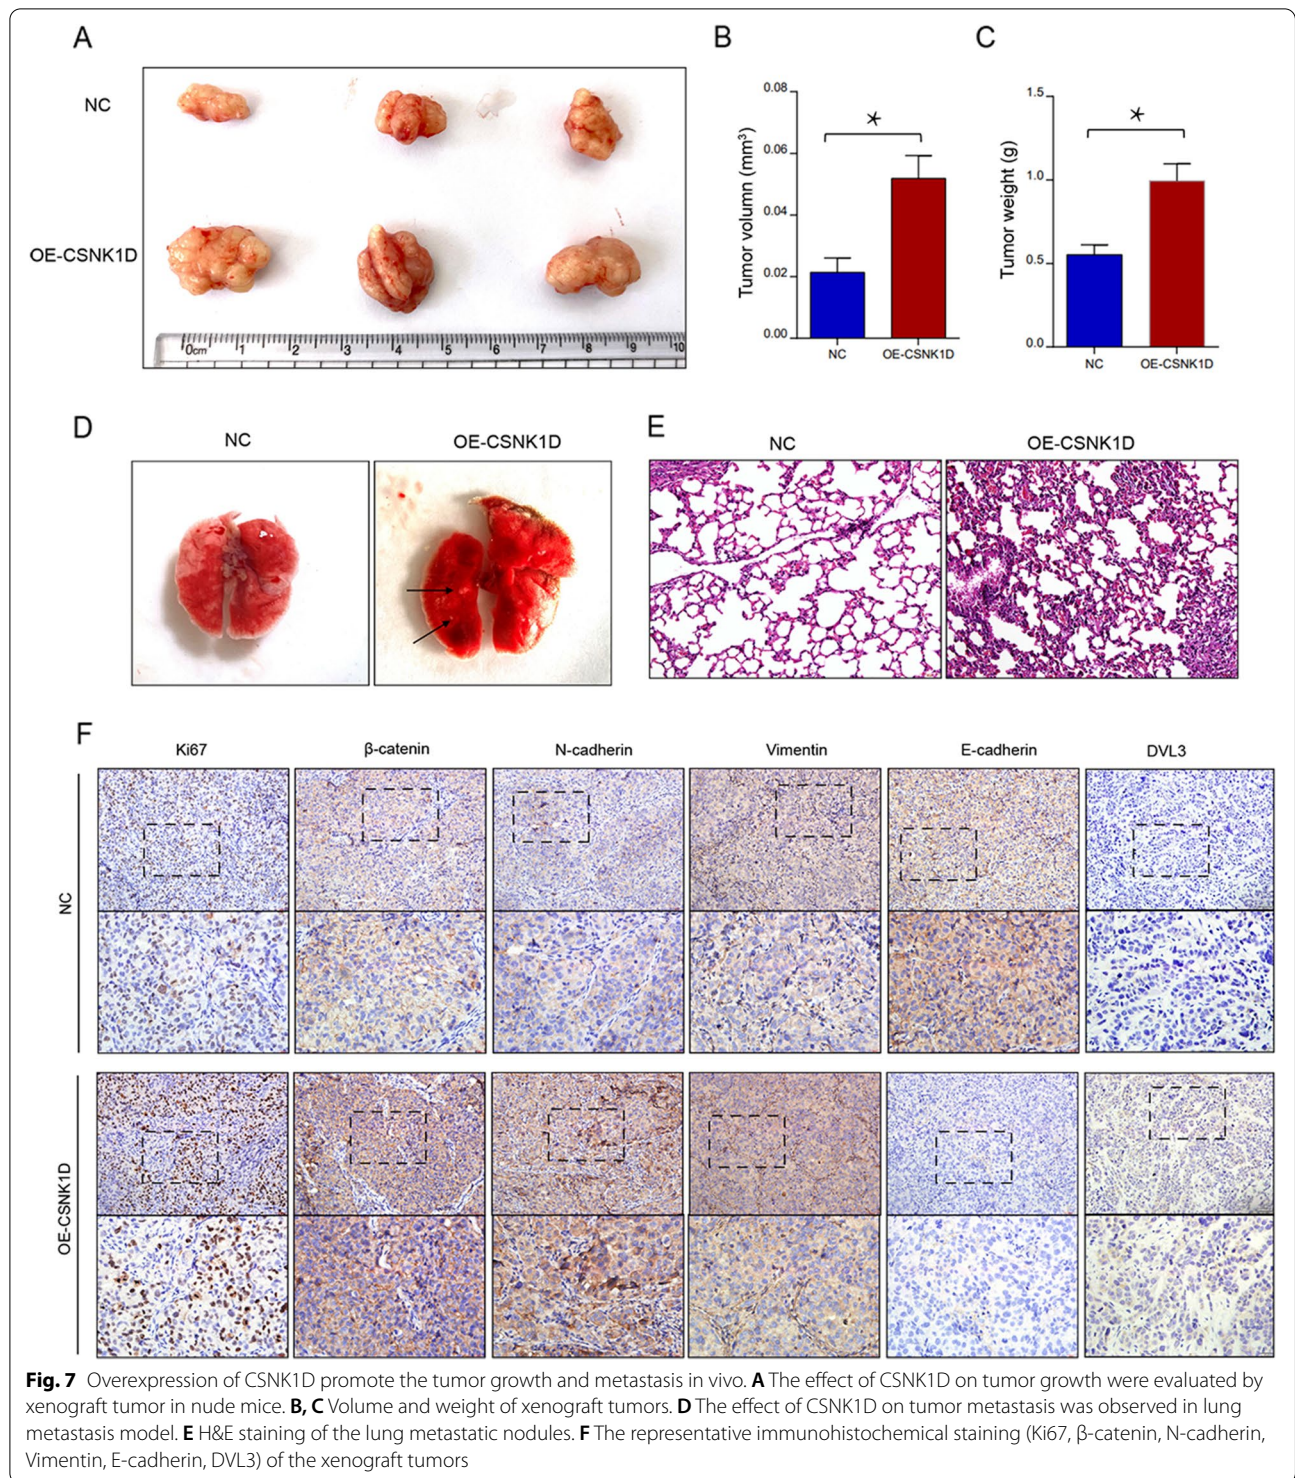 A
NC
OE-CSNK1D
0cm 1 2 3 4 5 6 7 8 9 10
B
Tumor volumn (mm³)
0.08
0.06
0.04
0.02
0.00
*
NC OE-CSNK1D
C
Tumor weight (g)
1.5
1.0
0.5
0.0
*
NC OE-CSNK1D
D
NC OE-CSNK1D
E
NC OE-CSNK1D
F
Ki67 β-catenin N-cadherin Vimentin E-cadherin DVL3
NC
OE-CSNK1D
Fig. 7 Overexpression of CSNK1D promote the tumor growth and metastasis in vivo. A The effect of CSNK1D on tumor growth were evaluated by
xenograft tumor in nude mice. B, C Volume and weight of xenograft tumors. D The effect of CSNK1D on tumor metastasis was observed in lung
metastasis model. E H&E staining of the lung metastatic nodules. F The representative immunohistochemical staining (Ki67, β-catenin, N-cadherin,
Vimentin, E-cadherin, DVL3) of the xenograft tumors